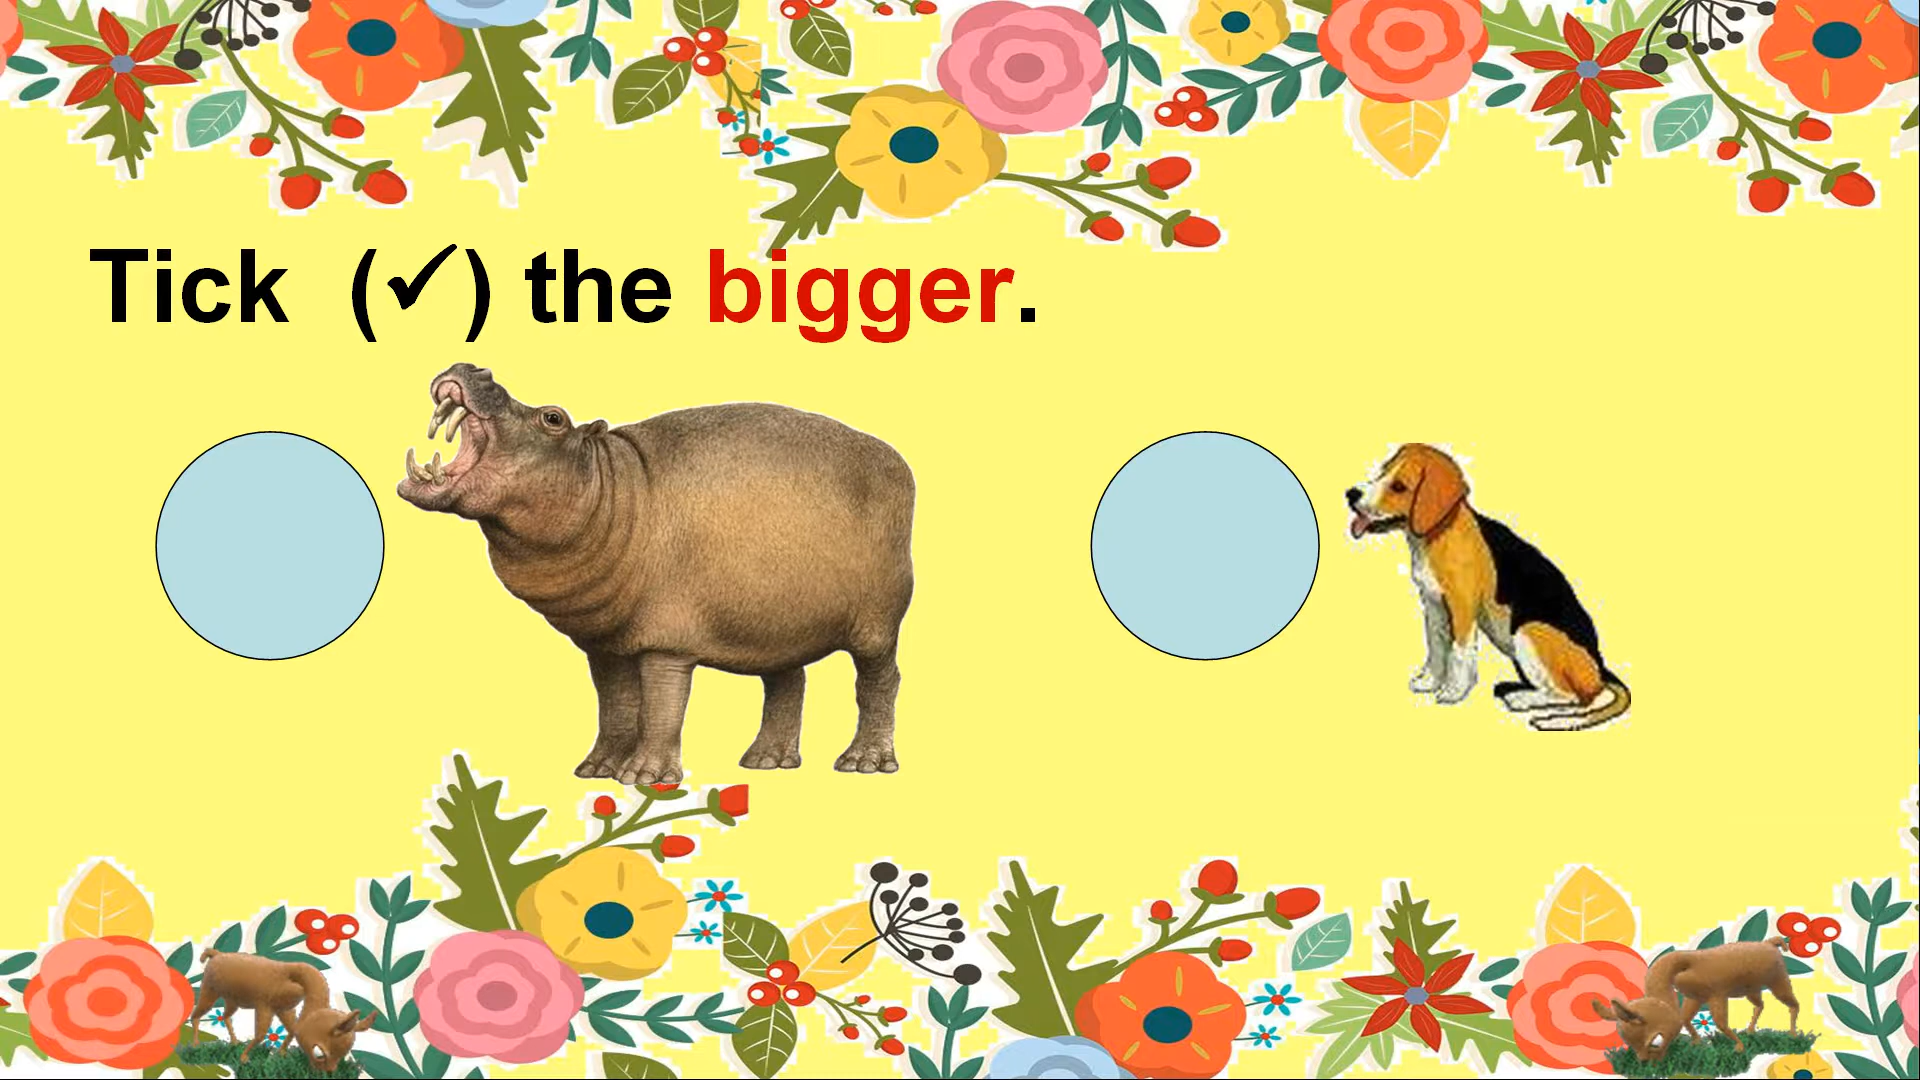 Tick (✓) the bigger.